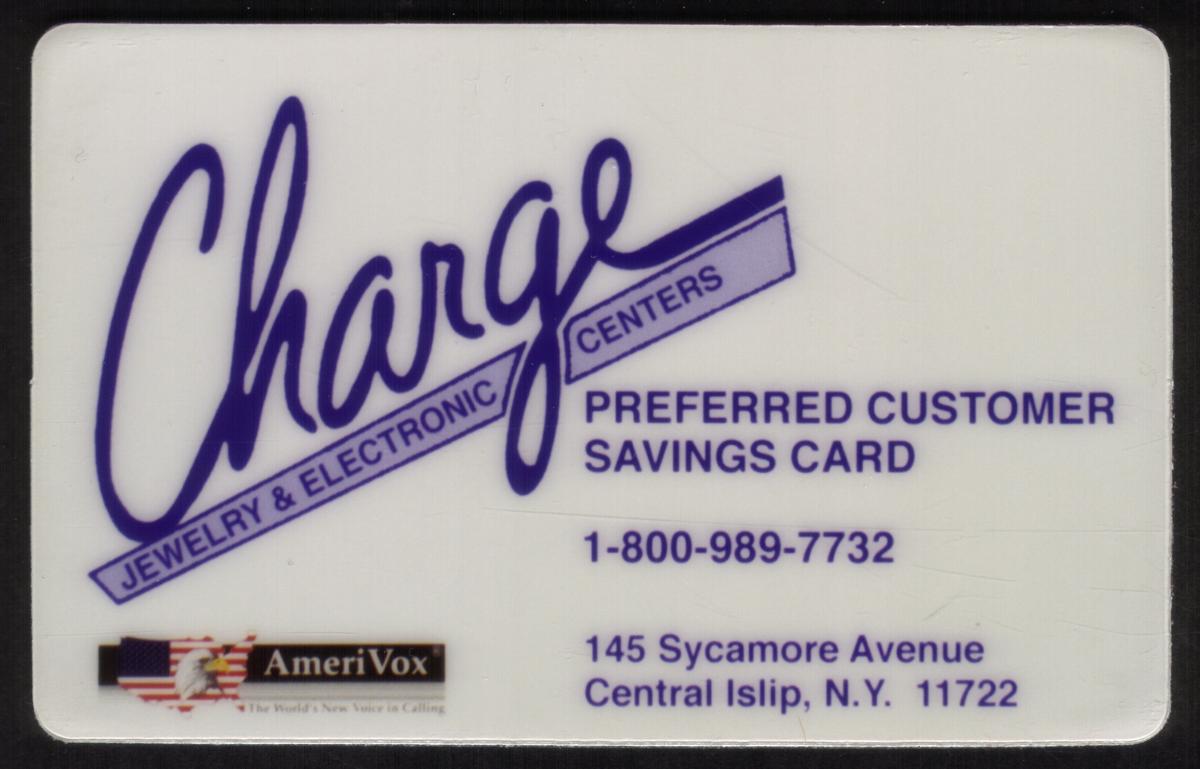 Charge
JEWELRY & ELECTRONIC CENTERS
PREFERRED CUSTOMER
SAVINGS CARD
1-800-989-7732
AmeriVox®
The World's New Voice in Calling
145 Sycamore Avenue
Central Islip, N.Y. 11722